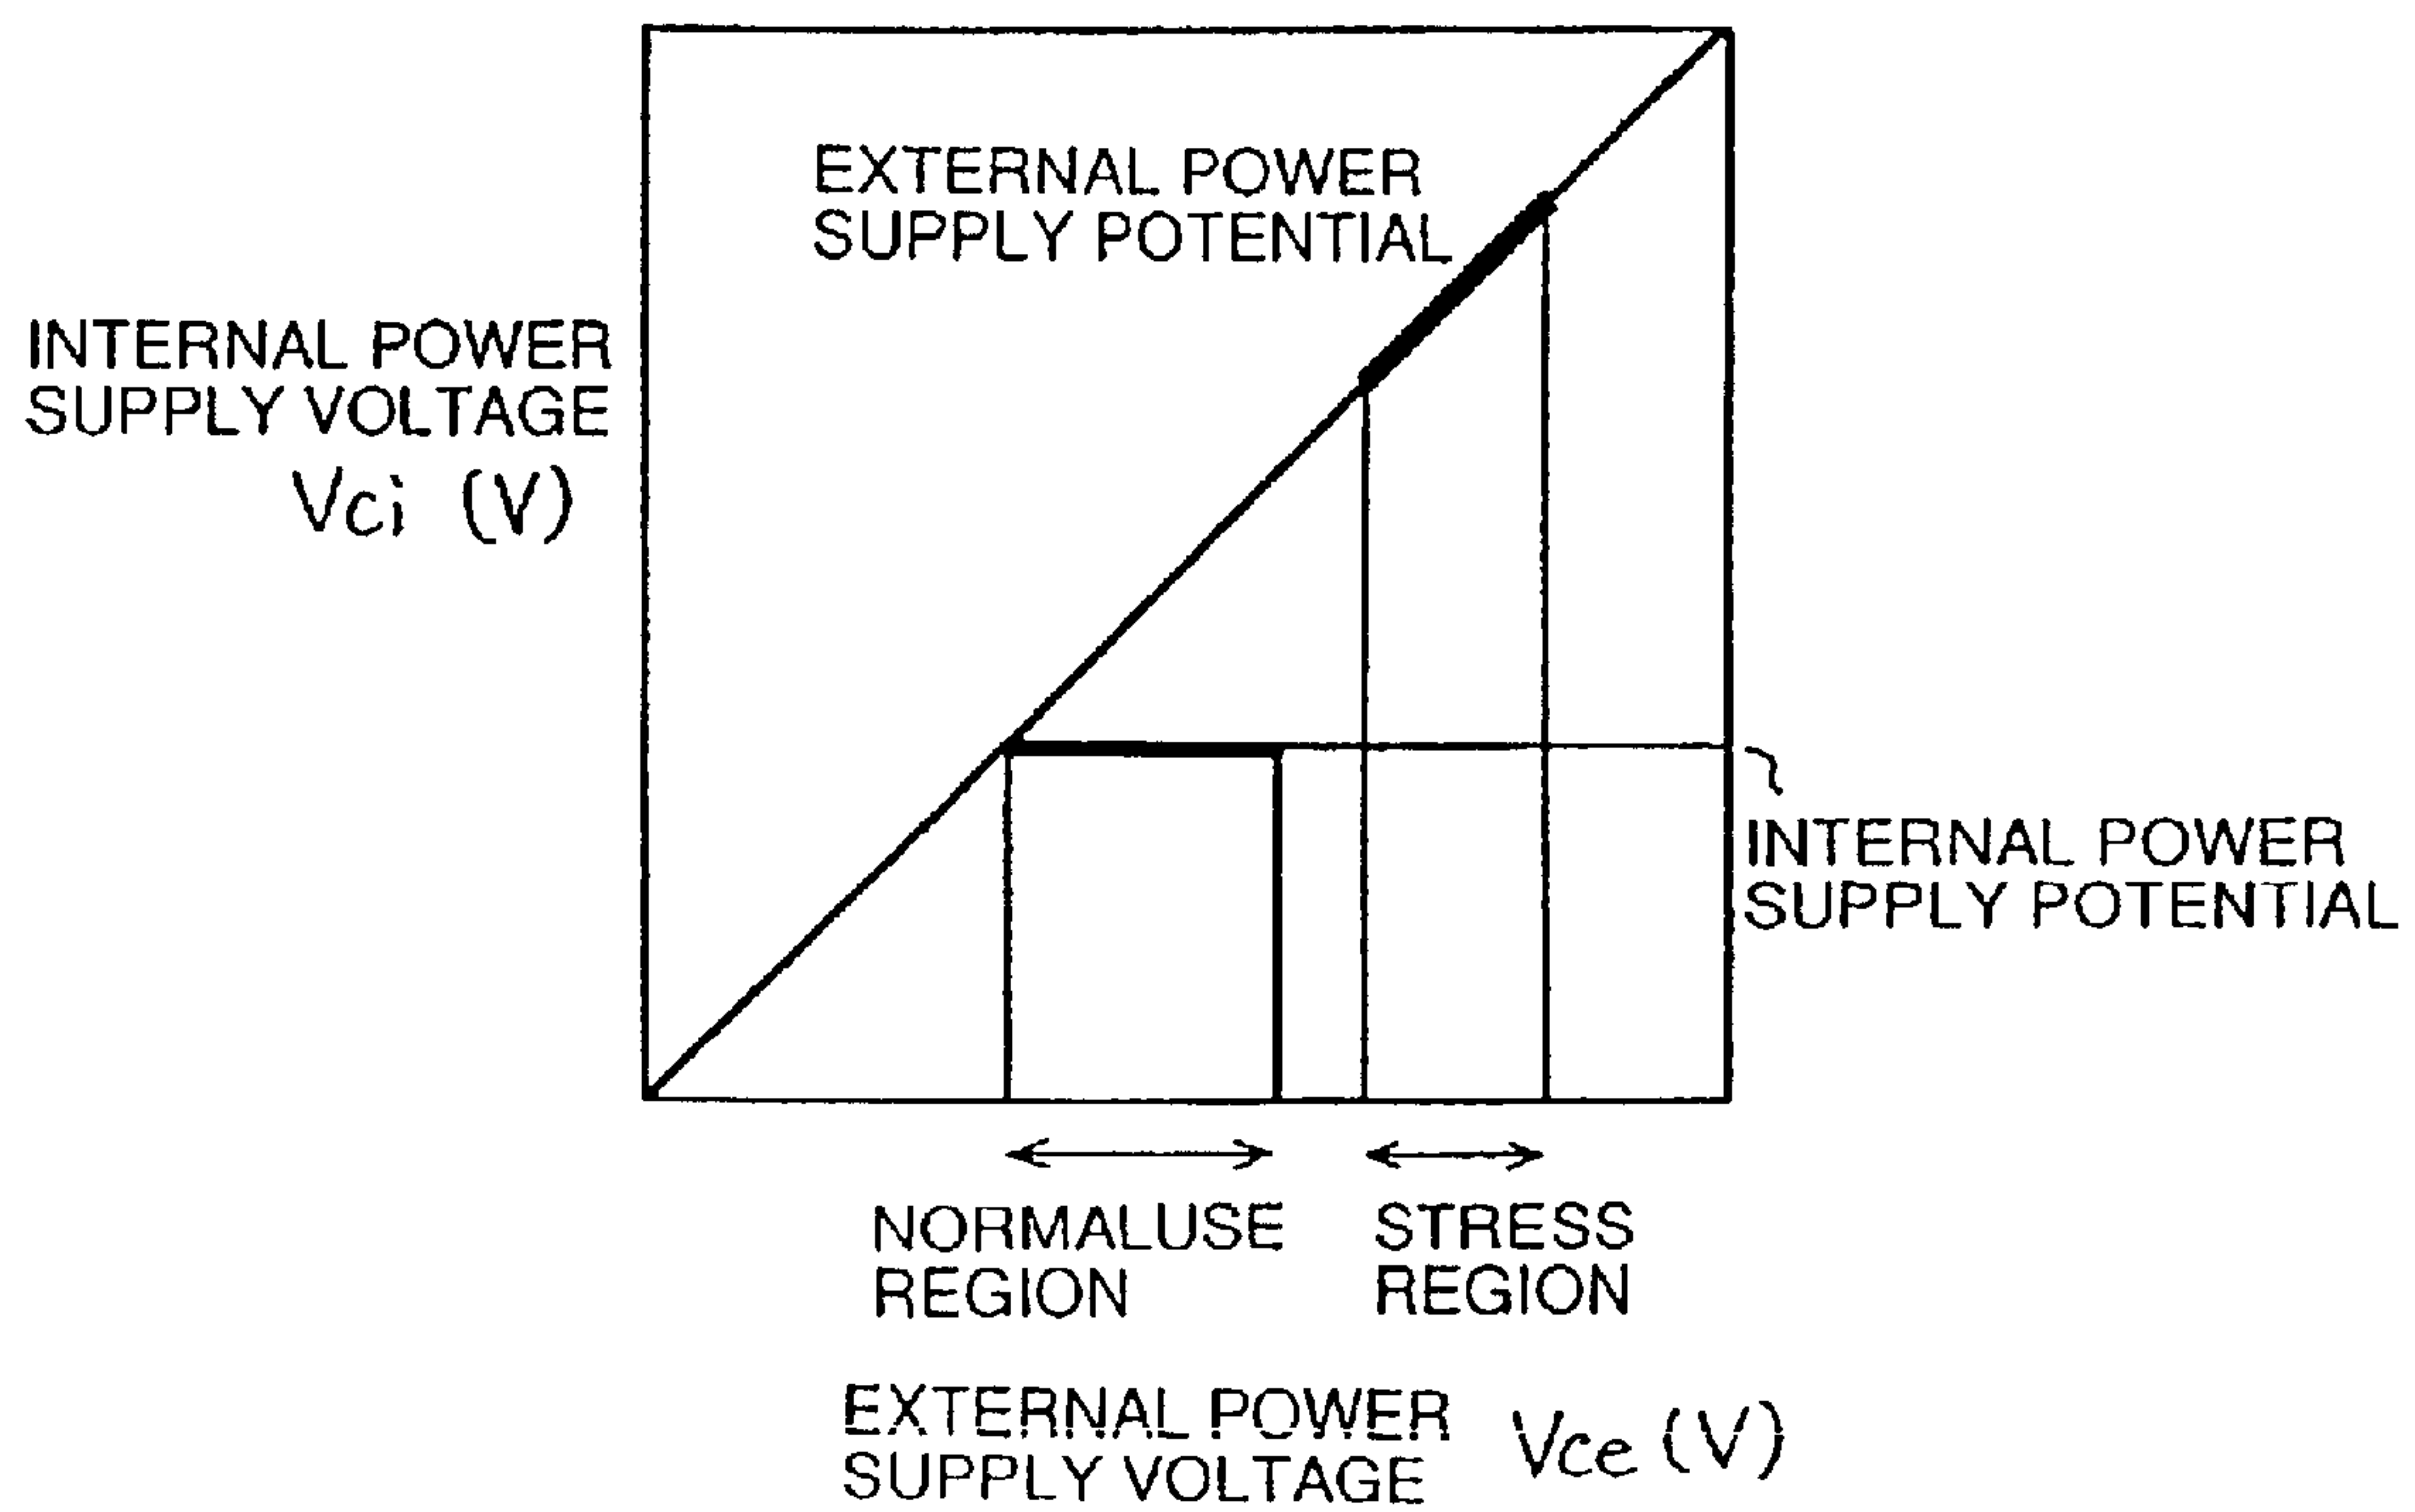 EXTERNAL POWER
SUPPLY POTENTIAL
INTERNAL POWER
SUPPLY VOLTAGE
Vci (V)
INTERNAL POWER
SUPPLY POTENTIAL
NORMALUSE
REGION
STRESS
REGION
EXTERNAL POWER
SUPPLY VOLTAGE Vce (V)